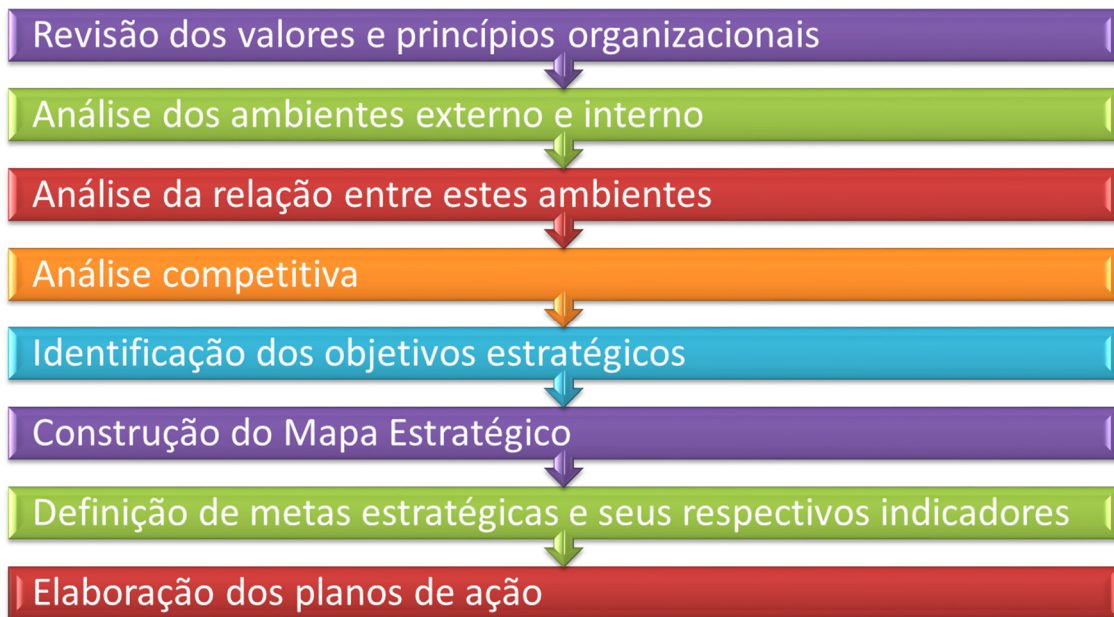 Revisão dos valores e princípios organizacionais
Análise dos ambientes externo e interno
Análise da relação entre estes ambientes
Análise competitiva
Identificação dos objetivos estratégicos
Construção do Mapa Estratégico
Definição de metas estratégicas e seus respectivos indicadores
Elaboração dos planos de ação